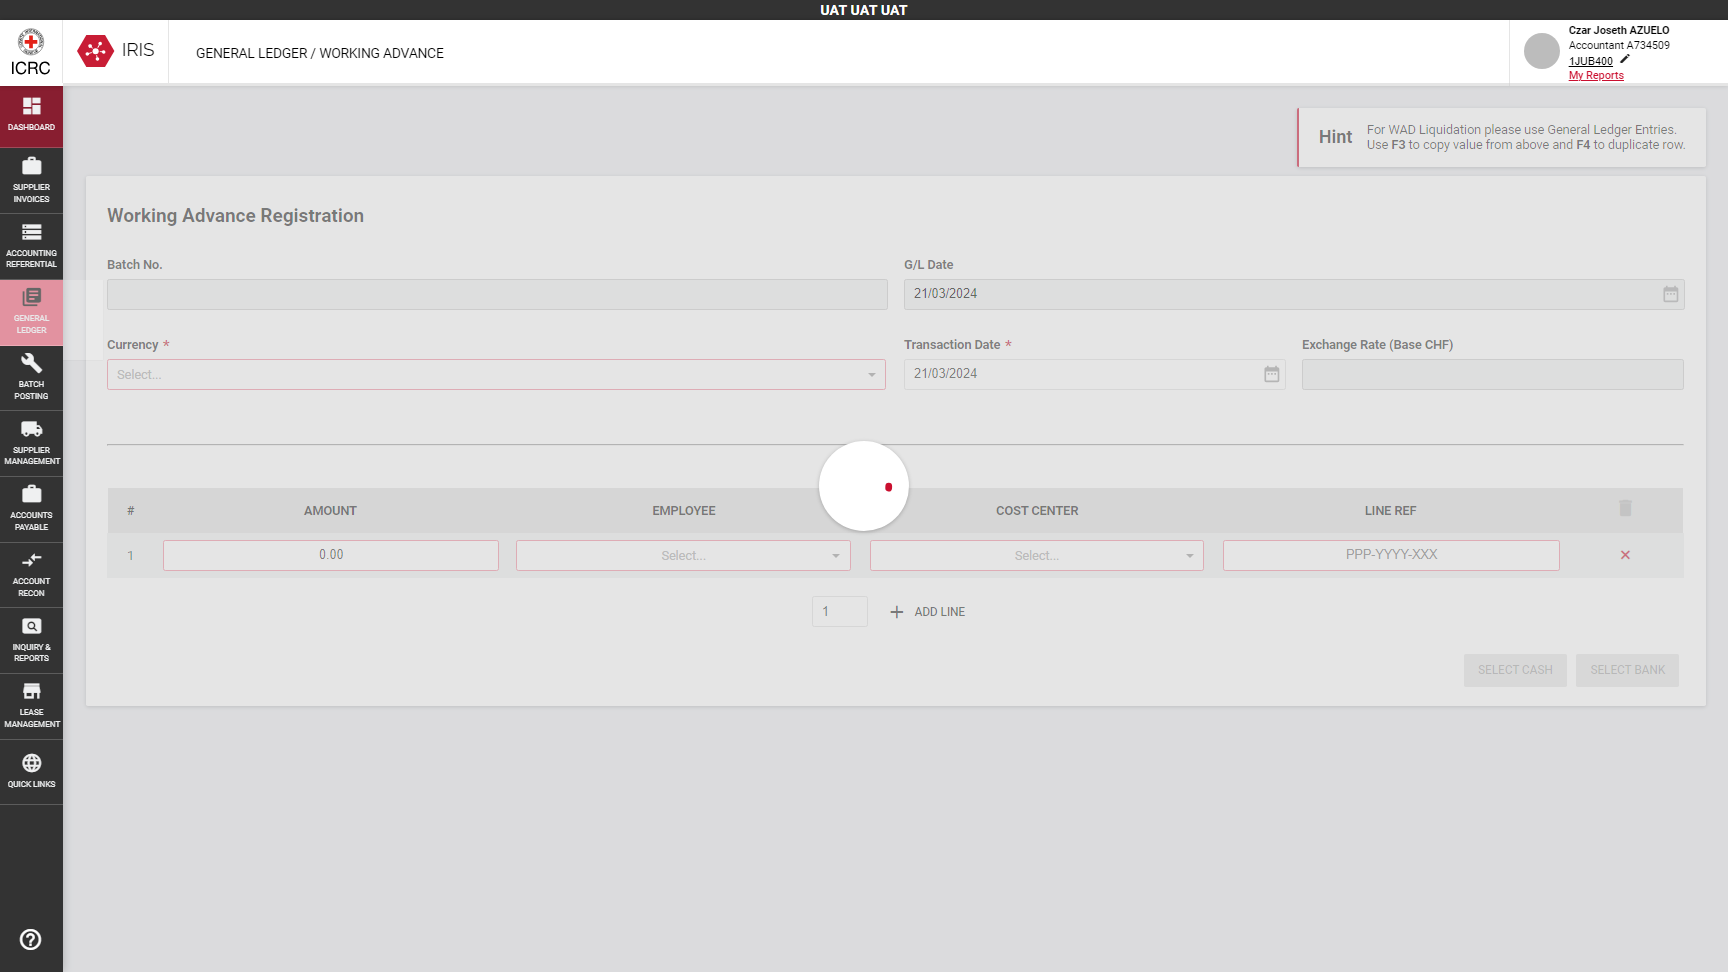 UAT UAT UAT
ICRC
IRIS
GENERAL LEDGER / WORKING ADVANCE
Czar Joseth AZUELO
Accountant A734509
1JUB400
My Reports
DASHBOARD
SUPPLIER
INVOICES
ACCOUNTING
REFERENTIAL
GENERAL
LEDGER
BATCH
POSTING
SUPPLIER
MANAGEMENT
ACCOUNTS
PAYABLE
ACCOUNT
RECON
INQUIRY &
REPORTS
LEASE
MANAGEMENT
QUICK LINKS
Hint
For WAD Liquidation please use General Ledger Entries.
Use F3 to copy value from above and F4 to duplicate row.
Working Advance Registration
Batch No.
G/L Date
21/03/2024
Currency *
Transaction Date *
Exchange Rate (Base CHF)
Select...
21/03/2024
# AMOUNT EMPLOYEE COST CENTER LINE REF
1 0.00 Select... Select... PPP-YYYY-XXX
1 ADD LINE
SELECT CASH SELECT BANK